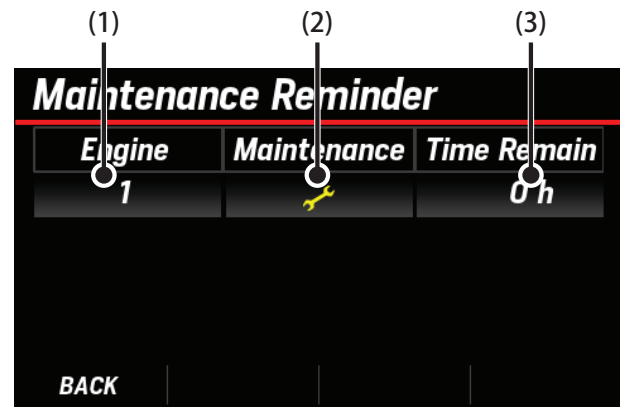 (1) (2) (3)
Maintenance Reminder
Engine Maintenance Time Remain
1 0 h
BACK